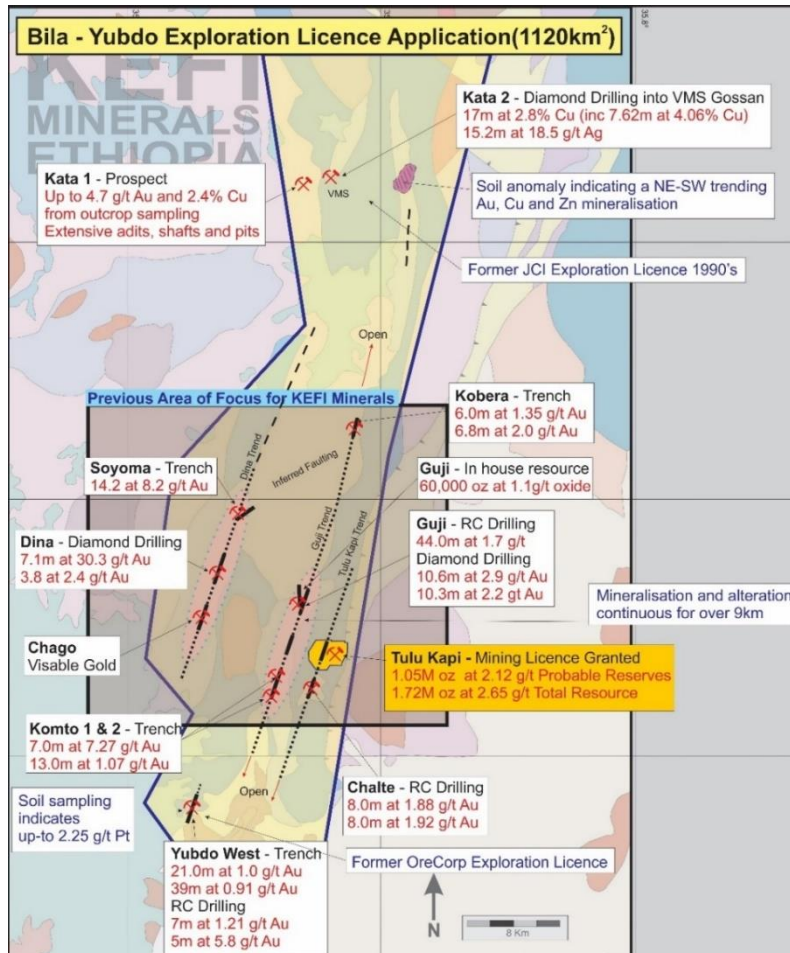 Bila - Yubdo Exploration Licence Application(1120km²)
35.8°
KEFI
MINERALS
ETHIOPIA
Kata 2 - Diamond Drilling into VMS Gossan
17m at 2.8% Cu (inc 7.62m at 4.06% Cu)
15.2m at 18.5 g/t Ag
Kata 1 - Prospect
Up to 4.7 g/t Au and 2.4% Cu
from outcrop sampling
Extensive adits, shafts and pits
VMS
Soil anomaly indicating a NE-SW trending
Au, Cu and Zn mineralisation
Former JCI Exploration Licence 1990's
Open
Previous Area of Focus for KEFI Minerals
Kobera - Trench
6.0m at 1.35 g/t Au
6.8m at 2.0 g/t Au
Dina Trend
Inferred Faulting
Guji Trend
Tulu Kapi Trend
Soyoma - Trench
14.2 at 8.2 g/t Au
Guji - In house resource
60,000 oz at 1.1g/t oxide
Guji - RC Drilling
44.0m at 1.7 g/t
Diamond Drilling
10.6m at 2.9 g/t Au
10.3m at 2.2 gt Au
Dina - Diamond Drilling
7.1m at 30.3 g/t Au
3.8 at 2.4 g/t Au
Mineralisation and alteration
continuous for over 9km
Chago
Visable Gold
Tulu Kapi - Mining Licence Granted
1.05M oz at 2.12 g/t Probable Reserves
1.72M oz at 2.65 g/t Total Resource
Komto 1 & 2 - Trench
7.0m at 7.27 g/t Au
13.0m at 1.07 g/t Au
Chalte - RC Drilling
8.0m at 1.88 g/t Au
8.0m at 1.92 g/t Au
Open
Soil sampling
indicates
up-to 2.25 g/t Pt
Yubdo West - Trench
21.0m at 1.0 g/t Au
39m at 0.91 g/t Au
RC Drilling
7m at 1.21 g/t Au
5m at 5.8 g/t Au
Former OreCorp Exploration Licence
N
8 Km